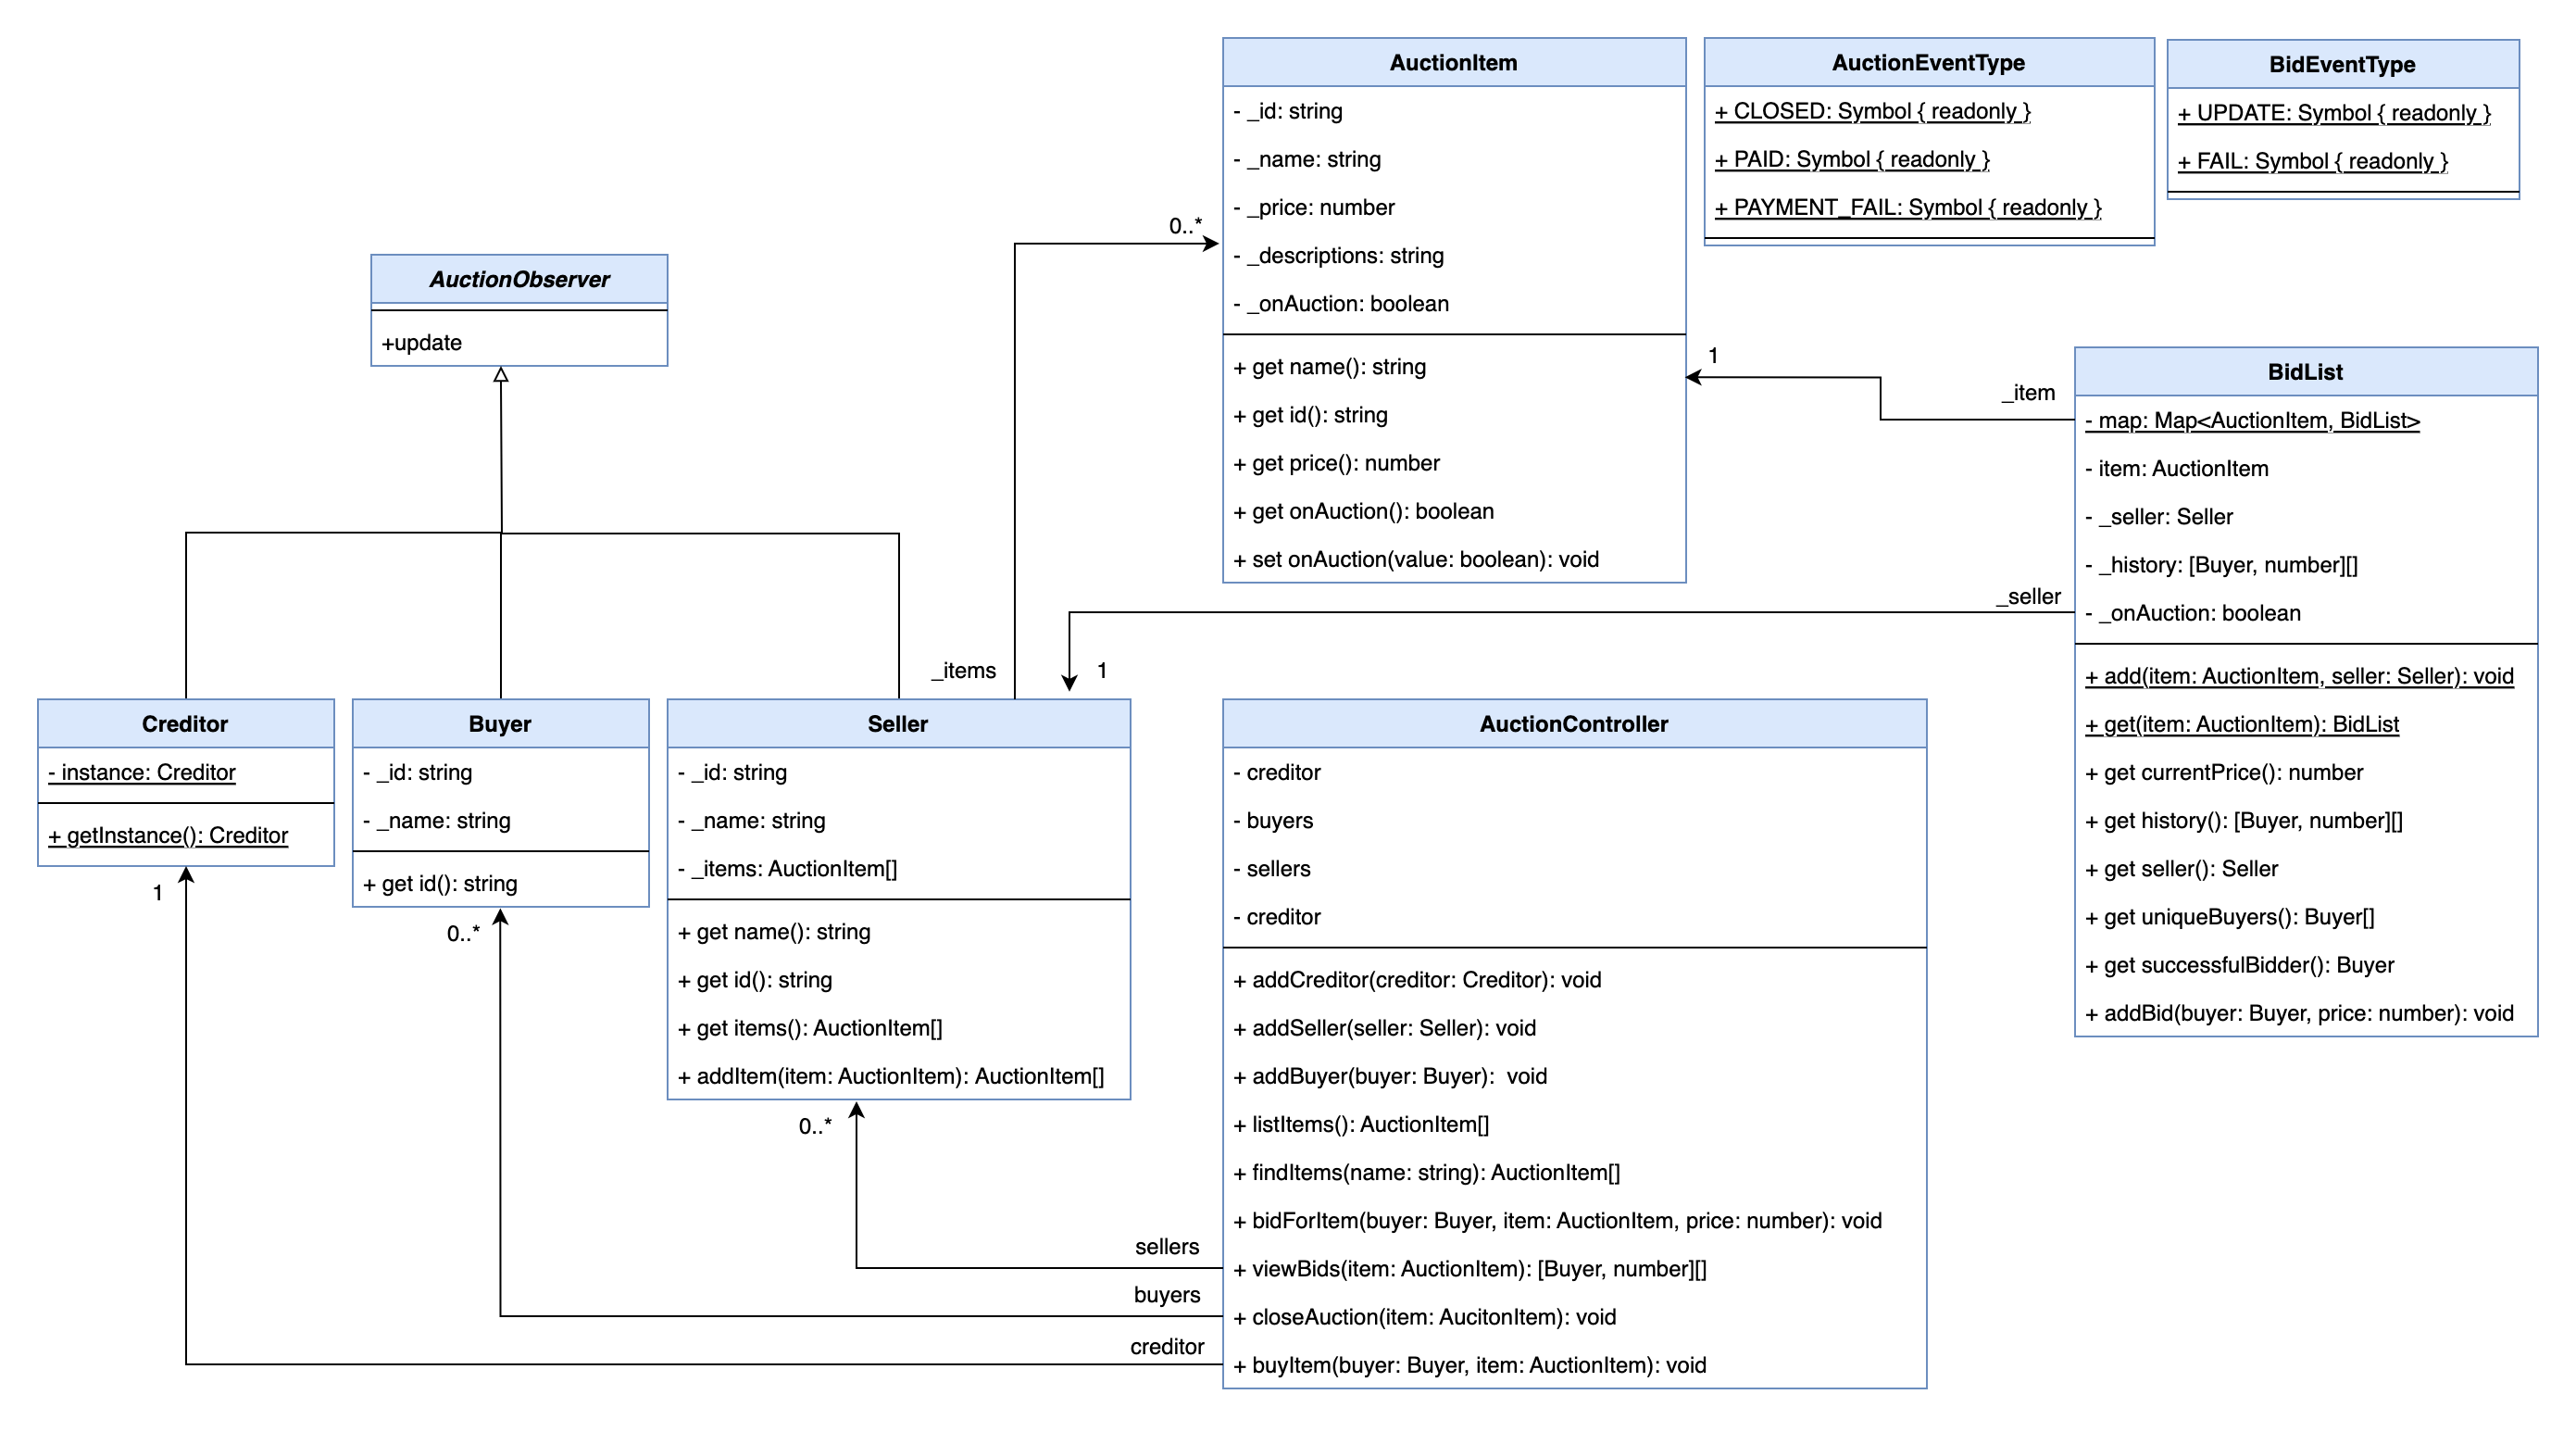 AuctionItem
- _id: string
- _name: string
- _price: number
- _descriptions: string
- _onAuction: boolean
+ get name(): string
+ get id(): string
+ get price(): number
+ get onAuction(): boolean
+ set onAuction(value: boolean): void
AuctionEventType
+ CLOSED: Symbol { readonly }
+ PAID: Symbol { readonly }
+ PAYMENT_FAIL: Symbol { readonly }
BidEventType
+ UPDATE: Symbol { readonly }
+ FAIL: Symbol { readonly }
0..*
AuctionObserver
+update
1
_item
BidList
- map: Map<AuctionItem, BidList>
- item: AuctionItem
- _seller: Seller
- _history: [Buyer, number][]
- _onAuction: boolean
+ add(item: AuctionItem, seller: Seller): void
+ get(item: AuctionItem): BidList
+ get currentPrice(): number
+ get history(): [Buyer, number][]
+ get seller(): Seller
+ get uniqueBuyers(): Buyer[]
+ get successfulBidder(): Buyer
+ addBid(buyer: Buyer, price: number): void
_seller
_items
1
Creditor
- instance: Creditor
+ getInstance(): Creditor
1
Buyer
- _id: string
- _name: string
+ get id(): string
0..*
Seller
- _id: string
- _name: string
- _items: AuctionItem[]
+ get name(): string
+ get id(): string
+ get items(): AuctionItem[]
+ addItem(item: AuctionItem): AuctionItem[]
0..*
AuctionController
- creditor
- buyers
- sellers
- creditor
+ addCreditor(creditor: Creditor): void
+ addSeller(seller: Seller): void
+ addBuyer(buyer: Buyer):  void
+ listItems(): AuctionItem[]
+ findItems(name: string): AuctionItem[]
+ bidForItem(buyer: Buyer, item: AuctionItem, price: number): void
+ viewBids(item: AuctionItem): [Buyer, number][]
+ closeAuction(item: AucitonItem): void
+ buyItem(buyer: Buyer, item: AuctionItem): void
sellers
buyers
creditor